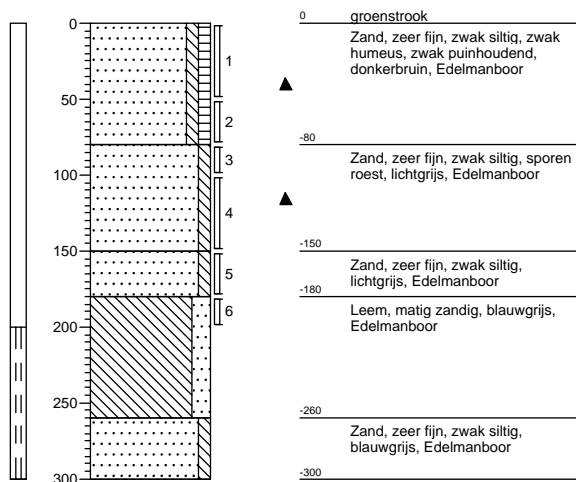 0
50
100
150
200
250
300
1
2
3
4
5
6
0 groenstrook
Zand, zeer fijn, zwak siltig, zwak
humeus, zwak puinhoudend,
donkerbruin, Edelmanboor
-80
Zand, zeer fijn, zwak siltig, sporen
roest, lichtgrijs, Edelmanboor
-150
Zand, zeer fijn, zwak siltig,
lichtgrijs, Edelmanboor
-180
Leem, matig zandig, blauwgrijs,
Edelmanboor
-260
Zand, zeer fijn, zwak siltig,
blauwgrijs, Edelmanboor
-300